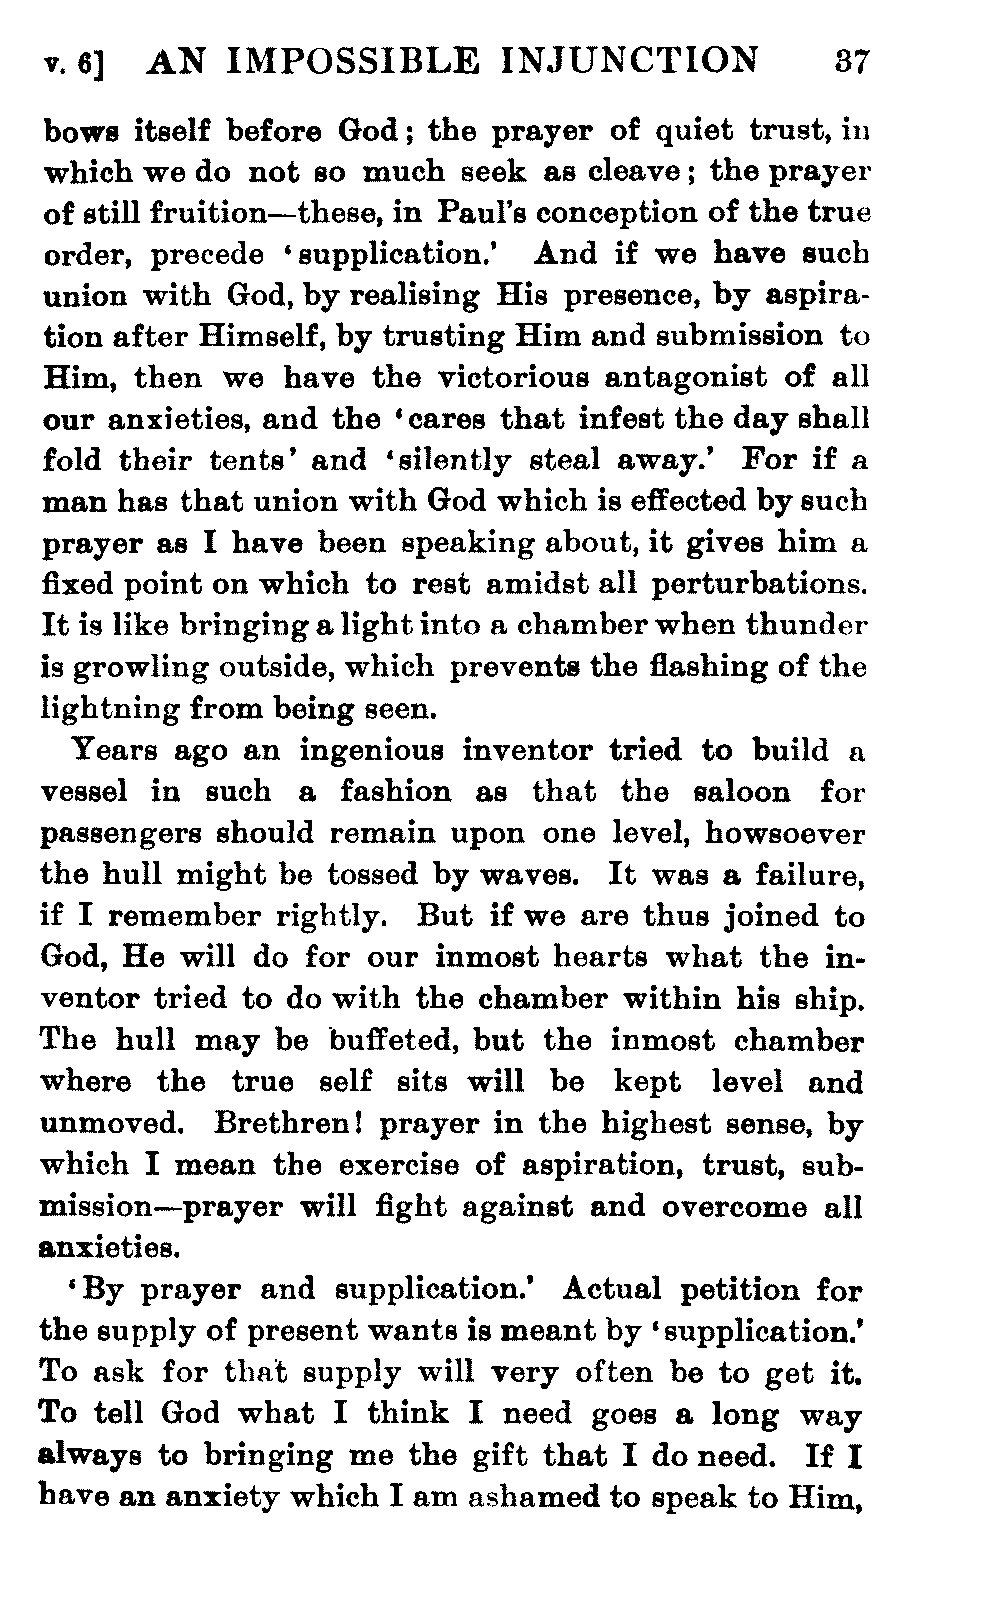 v. 6] AN IMPOSSIBLE INJUNCTION 37
bows itself before God; the prayer of quiet trust, in
which we do not so much seek as cleave; the prayer
of still fruition—these, in Paul's conception of the true
order, precede ‘supplication.’ And if we have such
union with God, by realising His presence, by aspira-
tion after Himself, by trusting Him and submission to
Him, then we have the victorious antagonist of all
our anxieties, and the ‘cares that infest the day shall
fold their tents’ and ‘silently steal away.’ For if a
man has that union with God which is effected by such
prayer as I have been speaking about, it gives him a
fixed point on which to rest amidst all perturbations.
It is like bringing a light into a chamber when thunder
is growling outside, which prevents the flashing of the
lightning from being seen.
Years ago an ingenious inventor tried to build a
vessel in such a fashion as that the saloon for
passengers should remain upon one level, howsoever
the hull might be tossed by waves. It was a failure,
if I remember rightly. But if we are thus joined to
God, He will do for our inmost hearts what the in-
ventor tried to do with the chamber within his ship.
The hull may be buffeted, but the inmost chamber
where the true self sits will be kept level and
unmoved. Brethren! prayer in the highest sense, by
which I mean the exercise of aspiration, trust, sub-
mission—prayer will fight against and overcome all
anxieties.
‘By prayer and supplication.’ Actual petition for
the supply of present wants is meant by ‘supplication.’
To ask for that supply will very often be to get it.
To tell God what I think I need goes a long way
always to bringing me the gift that I do need. If I
have an anxiety which I am ashamed to speak to Him,